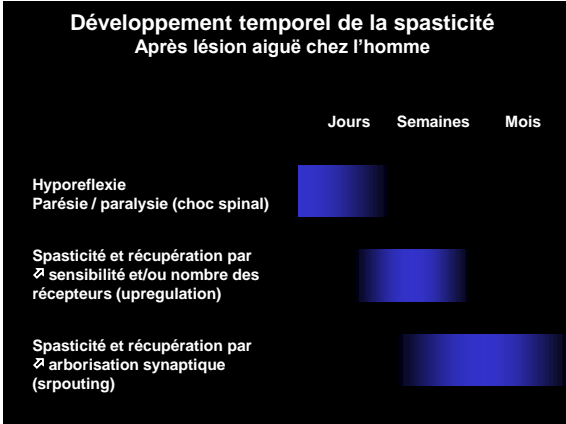 Développement temporel de la spasticité
Après lésion aiguë chez l'homme
Jours Semaines Mois
Hyporeflexie
Parésie / paralysie (choc spinal)
Spasticité et récupération par
↗ sensibilité et/ou nombre des
récepteurs (upregulation)
Spasticité et récupération par
↗ arborisation synaptique
(srpouting)